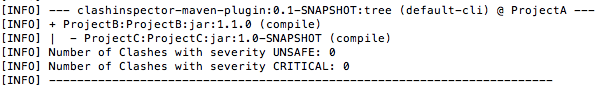 [INFO] --- clashinspector-maven-plugin:0.1-SNAPSHOT:tree (default-cli) @ ProjectA ---
[INFO] + ProjectB:ProjectB:jar:1.1.0 (compile)
[INFO] |  - ProjectC:ProjectC:jar:1.0-SNAPSHOT (compile)
[INFO] Number of Clashes with severity UNSAFE: 0
[INFO] Number of Clashes with severity CRITICAL: 0
[INFO] ------------------------------------------------------------------------